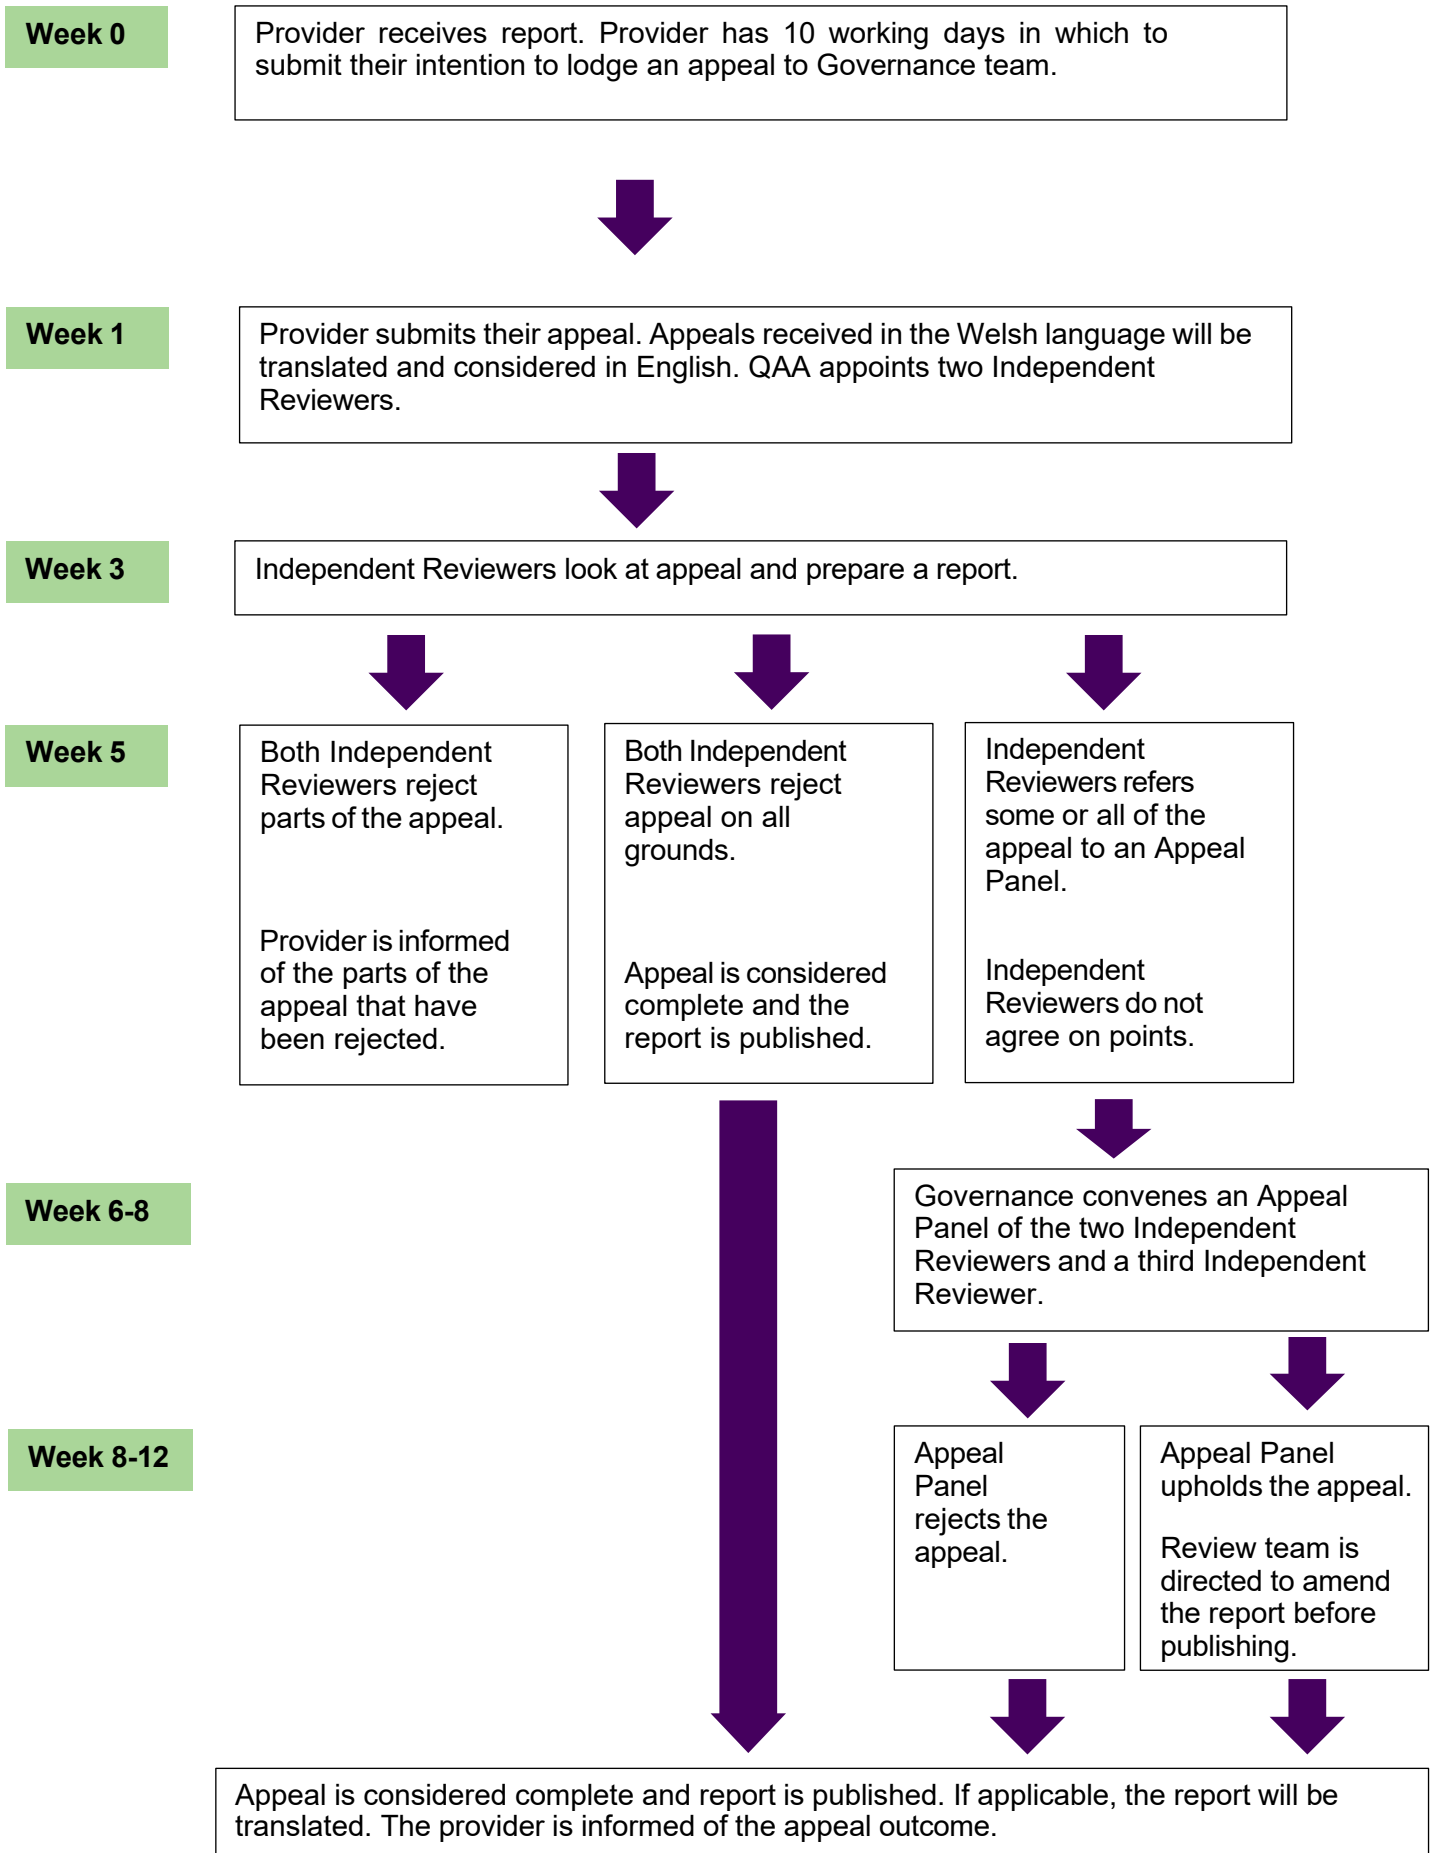 Week 0
Provider receives report. Provider has 10 working days in which to
submit their intention to lodge an appeal to Governance team.
Week 1
Provider submits their appeal. Appeals received in the Welsh language will be
translated and considered in English. QAA appoints two Independent
Reviewers.
Week 3
Independent Reviewers look at appeal and prepare a report.
Week 5
Both Independent
Reviewers reject
parts of the appeal.
Provider is informed
of the parts of the
appeal that have
been rejected.
Both Independent
Reviewers reject
appeal on all
grounds.
Appeal is considered
complete and the
report is published.
Independent
Reviewers refers
some or all of the
appeal to an Appeal
Panel.
Independent
Reviewers do not
agree on points.
Week 6-8
Governance convenes an Appeal
Panel of the two Independent
Reviewers and a third Independent
Reviewer.
Week 8-12
Appeal
Panel
rejects the
appeal.
Appeal Panel
upholds the appeal.
Review team is
directed to amend
the report before
publishing.
Appeal is considered complete and report is published. If applicable, the report will be
translated. The provider is informed of the appeal outcome.